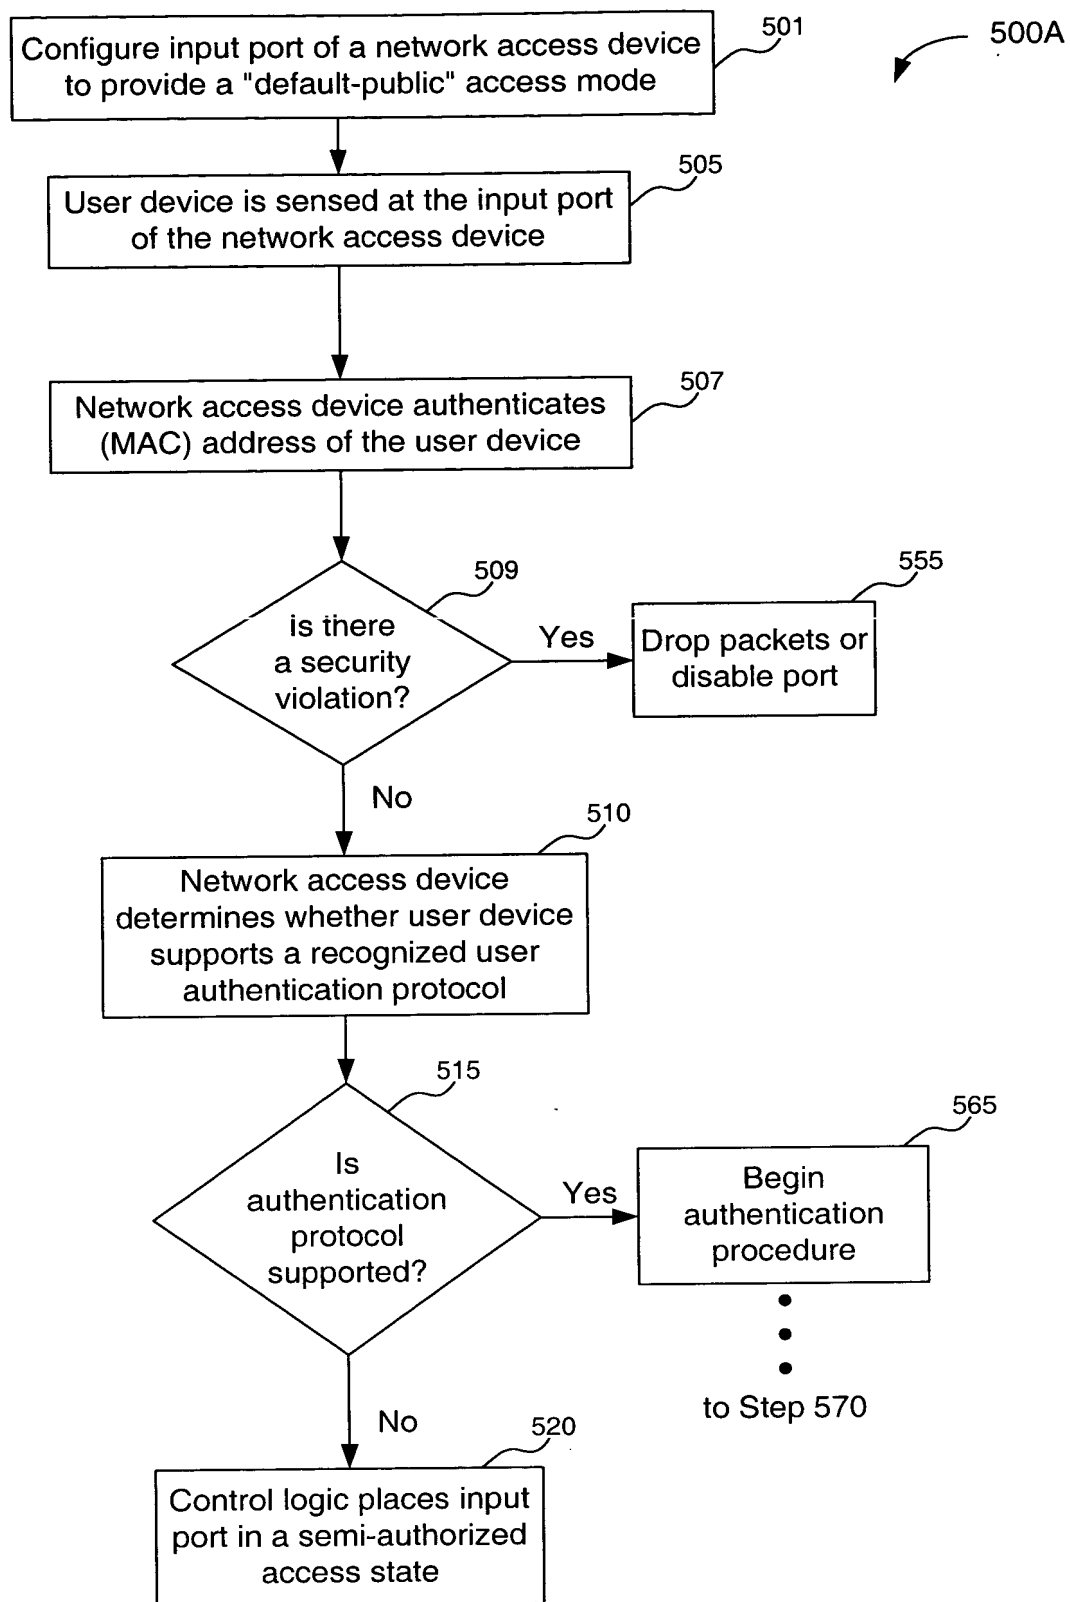 500A
501
Configure input port of a network access device
to provide a "default-public" access mode
505
User device is sensed at the input port
of the network access device
507
Network access device authenticates
(MAC) address of the user device
509
Is there
a security
violation?
Yes
555
Drop packets or
disable port
No
510
Network access device
determines whether user device
supports a recognized user
authentication protocol
515
Is
authentication
protocol
supported?
Yes
565
Begin
authentication
procedure
to Step 570
No
520
Control logic places input
port in a semi-authorized
access state